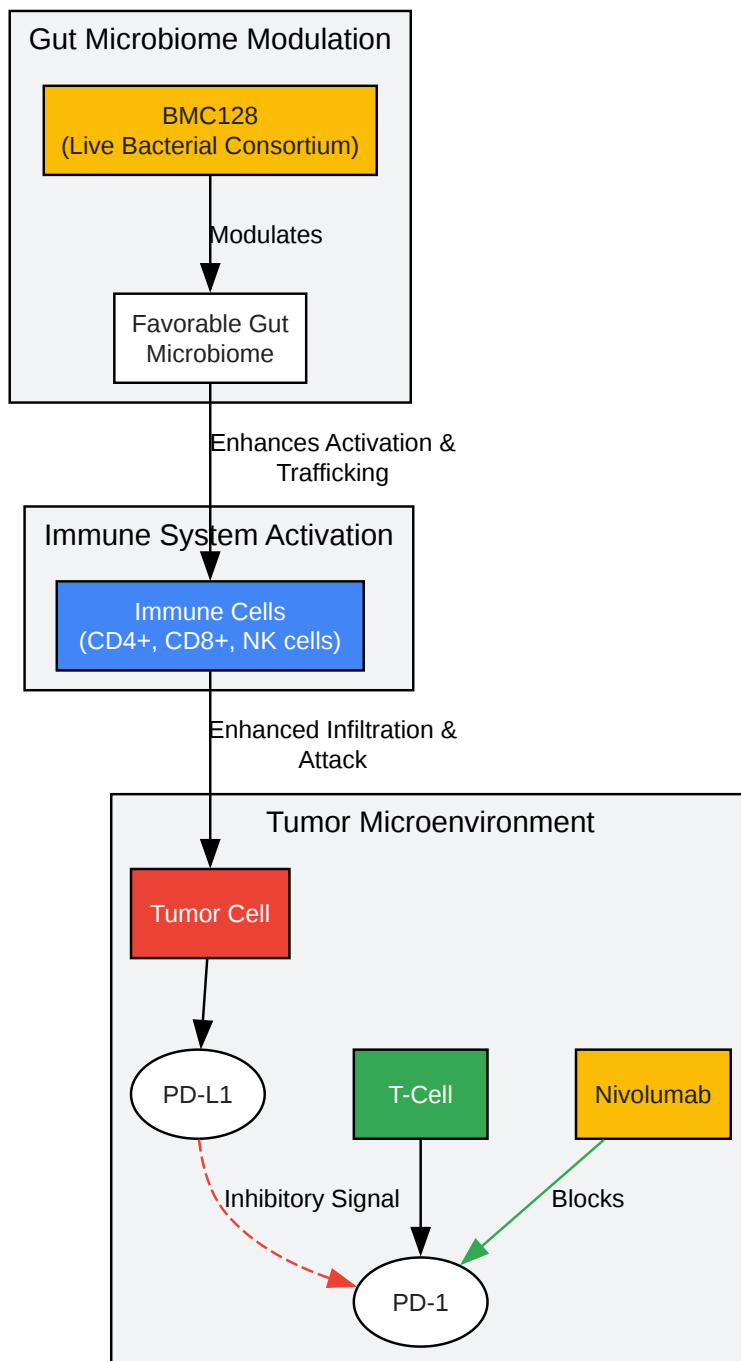 Gut Microbiome Modulation
BMC128
(Live Bacterial Consortium)
Modulates
Favorable Gut
Microbiome
Enhances Activation &
Trafficking
Immune System Activation
Immune Cells
(CD4+, CD8+, NK cells)
Enhanced Infiltration &
Attack
Tumor Microenvironment
Tumor Cell
PD-L1
T-Cell
Nivolumab
Inhibitory Signal
Blocks
PD-1